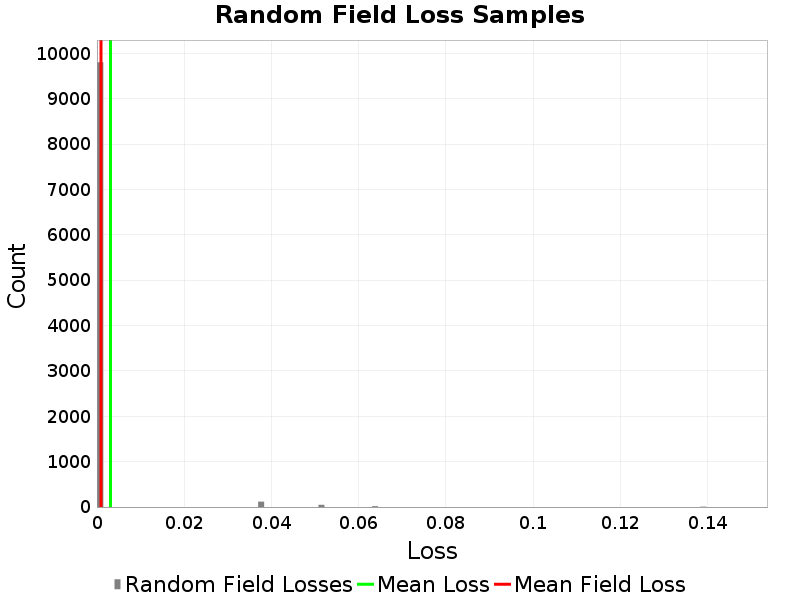 Random Field Loss Samples
10000
9000
8000
7000
6000
5000
4000
3000
2000
1000
0
Count
0 0.02 0.04 0.06 0.08 0.1 0.12 0.14
Loss
Random Field Losses Mean Loss Mean Field Loss